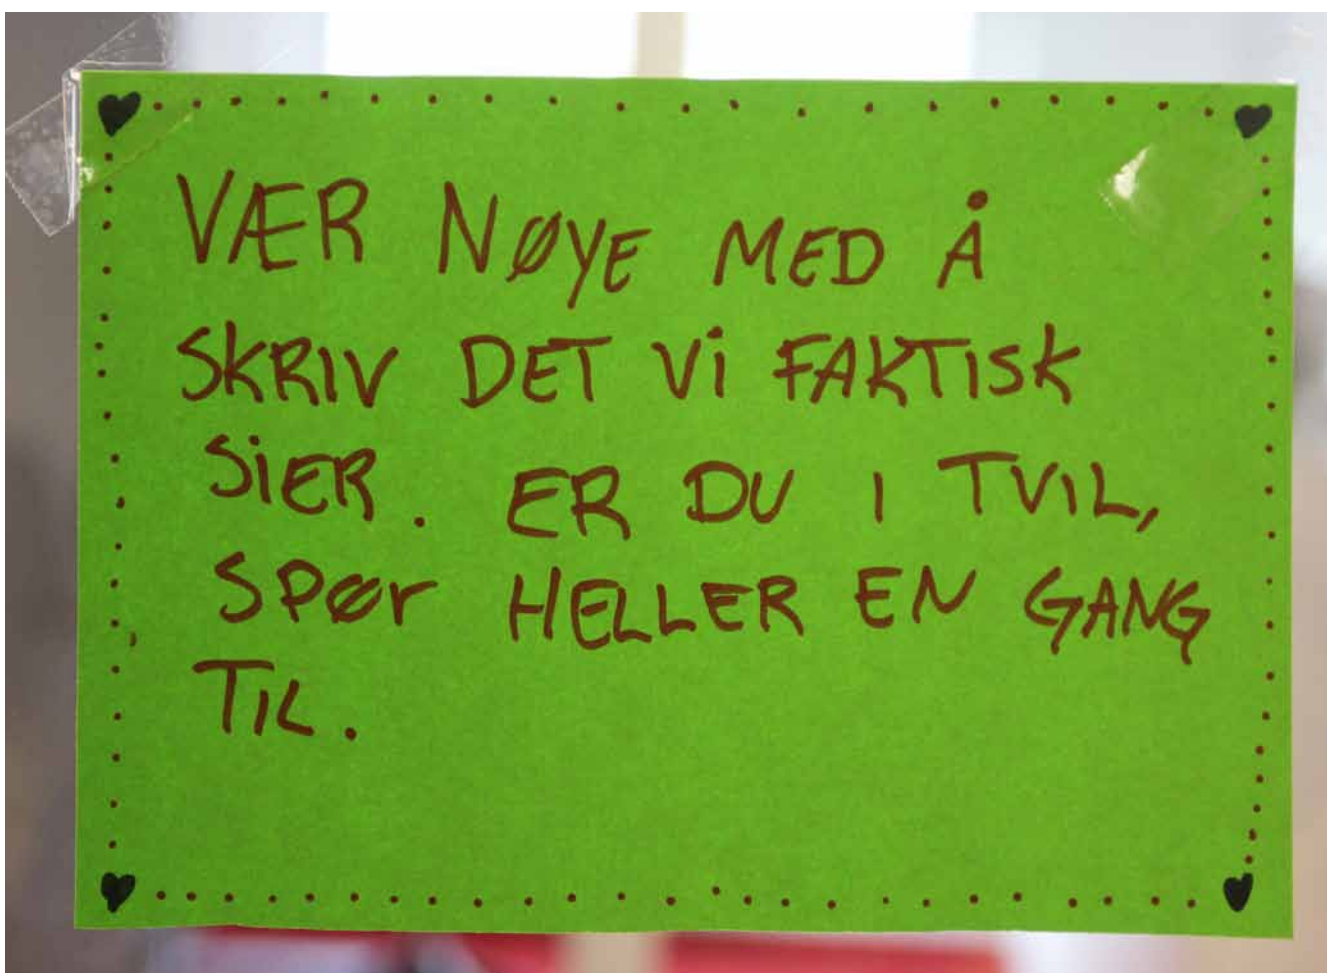 VÆR NØYE MED Å
SKRIV DET Vi FAKTISK
SiER. ER DU I TVIL,
SPØr HELLER EN GANG
TIL.